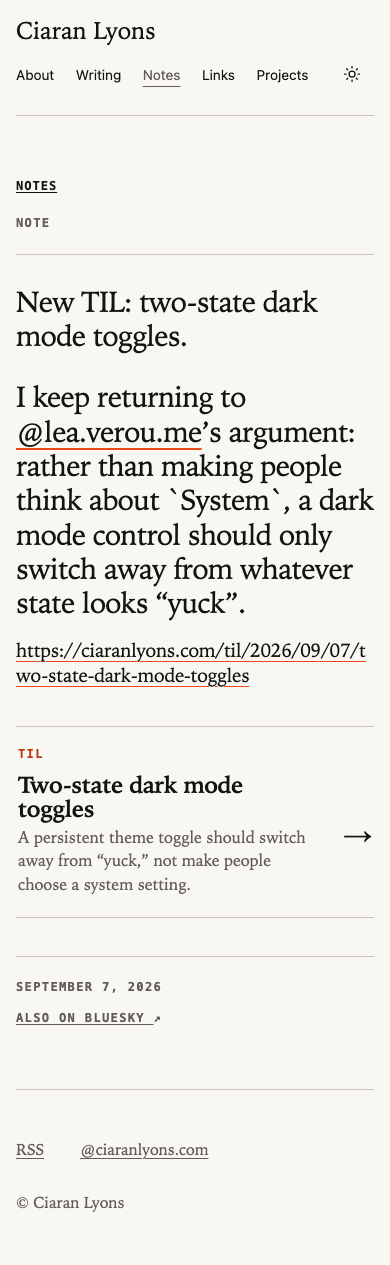 Ciaran Lyons
About Writing Notes Links Projects
NOTES
NOTE
New TIL: two-state dark
mode toggles.
I keep returning to
@lea.verou.me’s argument:
rather than making people
think about `System`, a dark
mode control should only
switch away from whatever
state looks “yuck”.
https://ciaranlyons.com/til/2026/09/07/t
wo-state-dark-mode-toggles
TIL
Two-state dark mode
toggles
A persistent theme toggle should switch
away from “yuck,” not make people
choose a system setting.
→
SEPTEMBER 7, 2026
ALSO ON BLUESKY ↗
RSS @ciaranlyons.com
© Ciaran Lyons